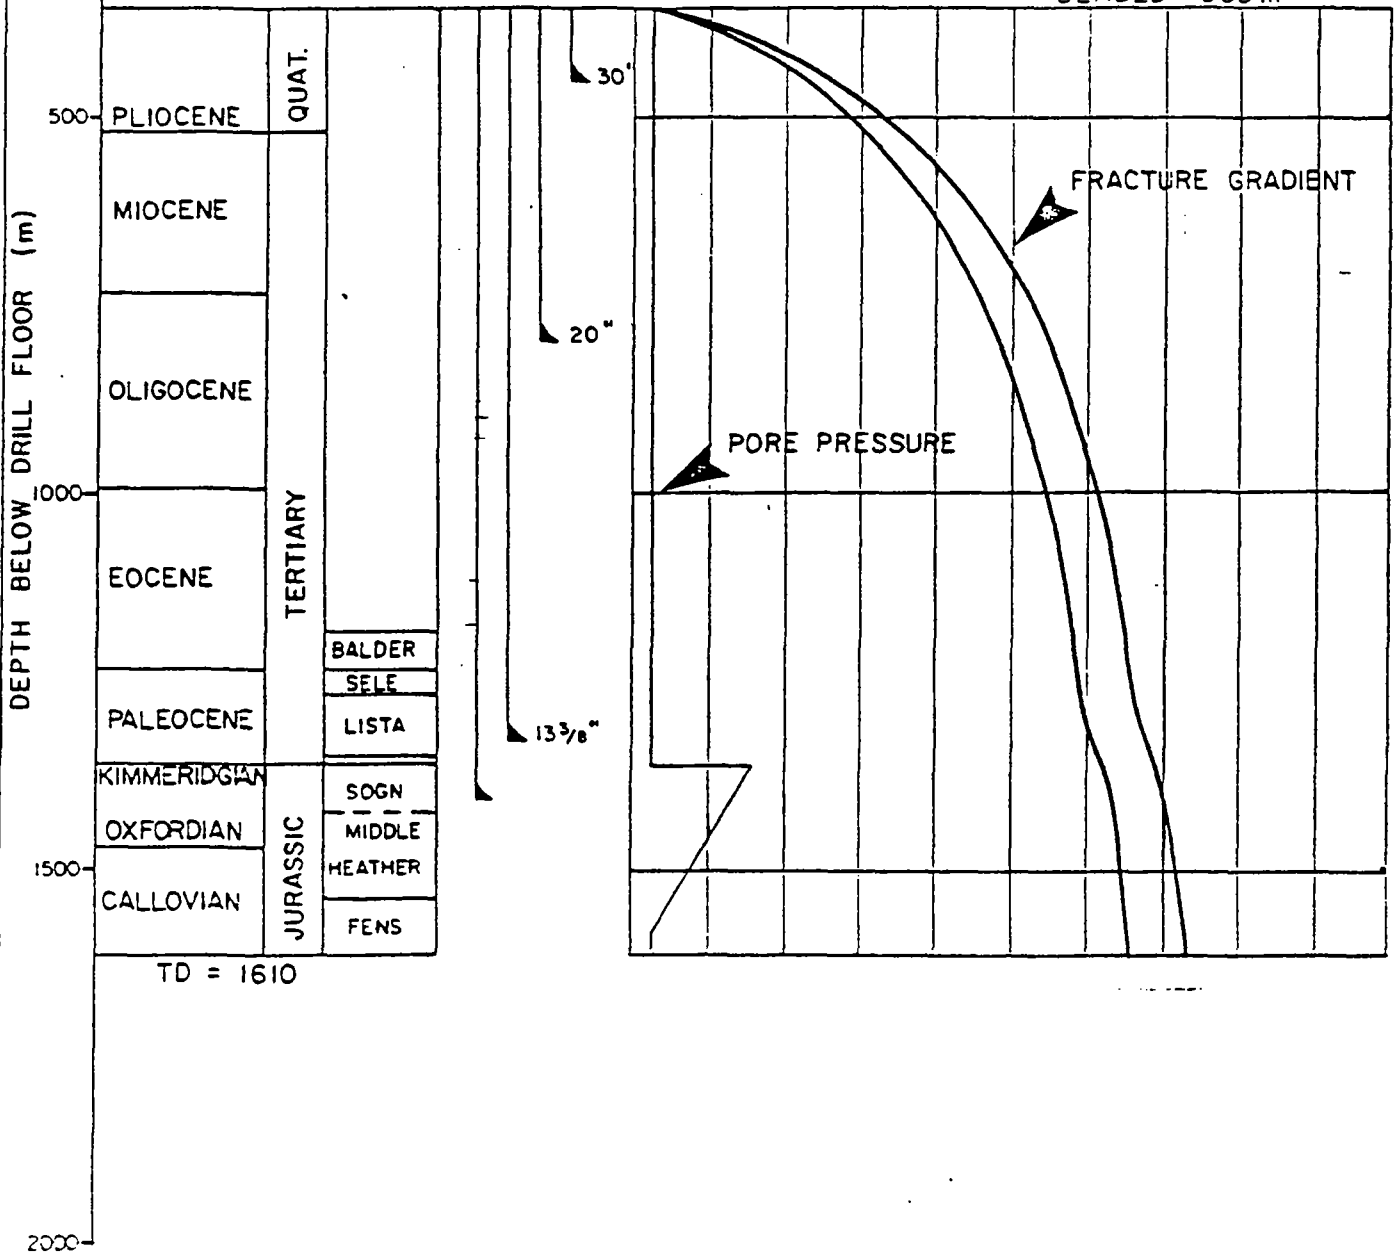 30"
QUAT.
500
PLIOCENE
FRACTURE GRADIENT
MIOCENE
DEPTH BELOW DRILL FLOOR (m)
20"
OLIGOCENE
PORE PRESSURE
1000
TERTIARY
EOCENE
BALDER
SELE
PALEOCENE
LISTA
13 3/8"
KIMMERIDGIAN
SOGN
OXFORDIAN
MIDDLE
JURASSIC
1500
HEATHER
CALLOVIAN
FENS
TD = 1610
2000